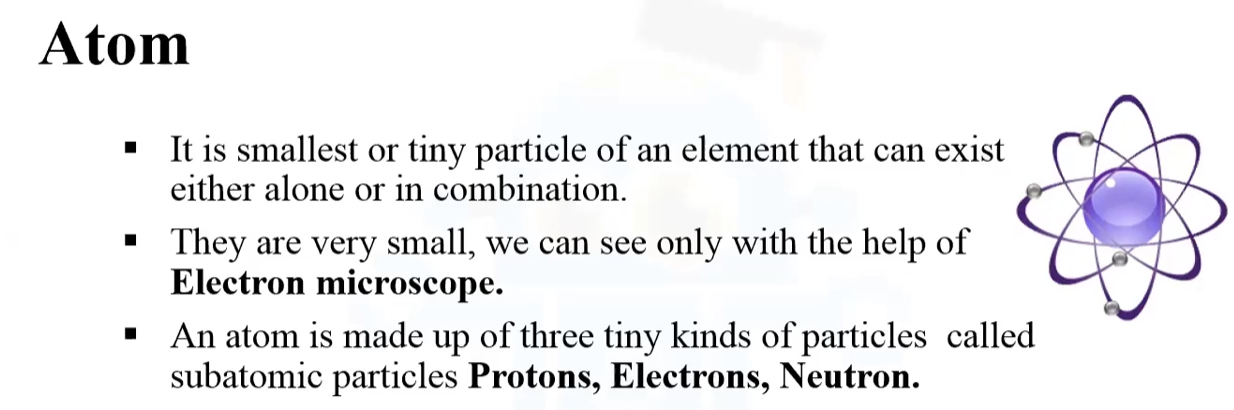 Atom
▪ It is smallest or tiny particle of an element that can exist
either alone or in combination.
▪ They are very small, we can see only with the help of
Electron microscope.
▪ An atom is made up of three tiny kinds of particles called
subatomic particles Protons, Electrons, Neutron.